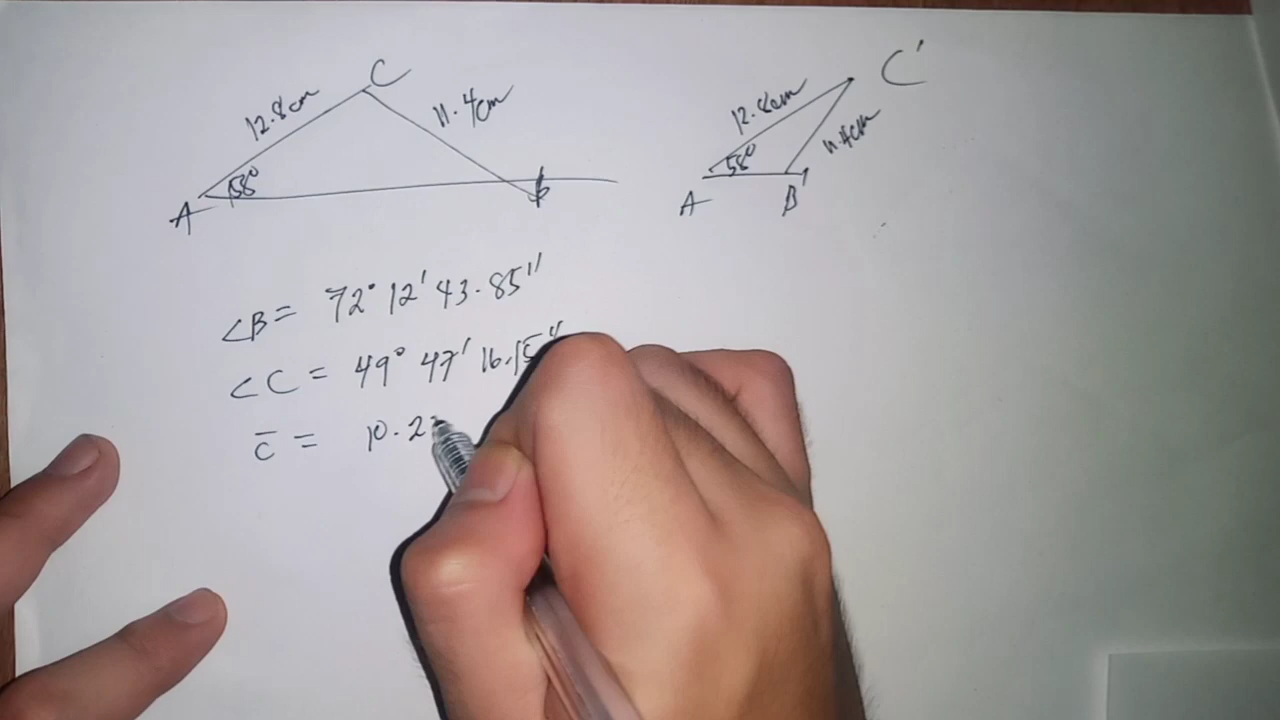 C C'
12.8cm 11.4cm 12.8cm 11.4cm
58° 58°
A B A B'
<B = 72° 12' 43.85"
<C = 49° 47' 16.15"
c̅ = 10.2